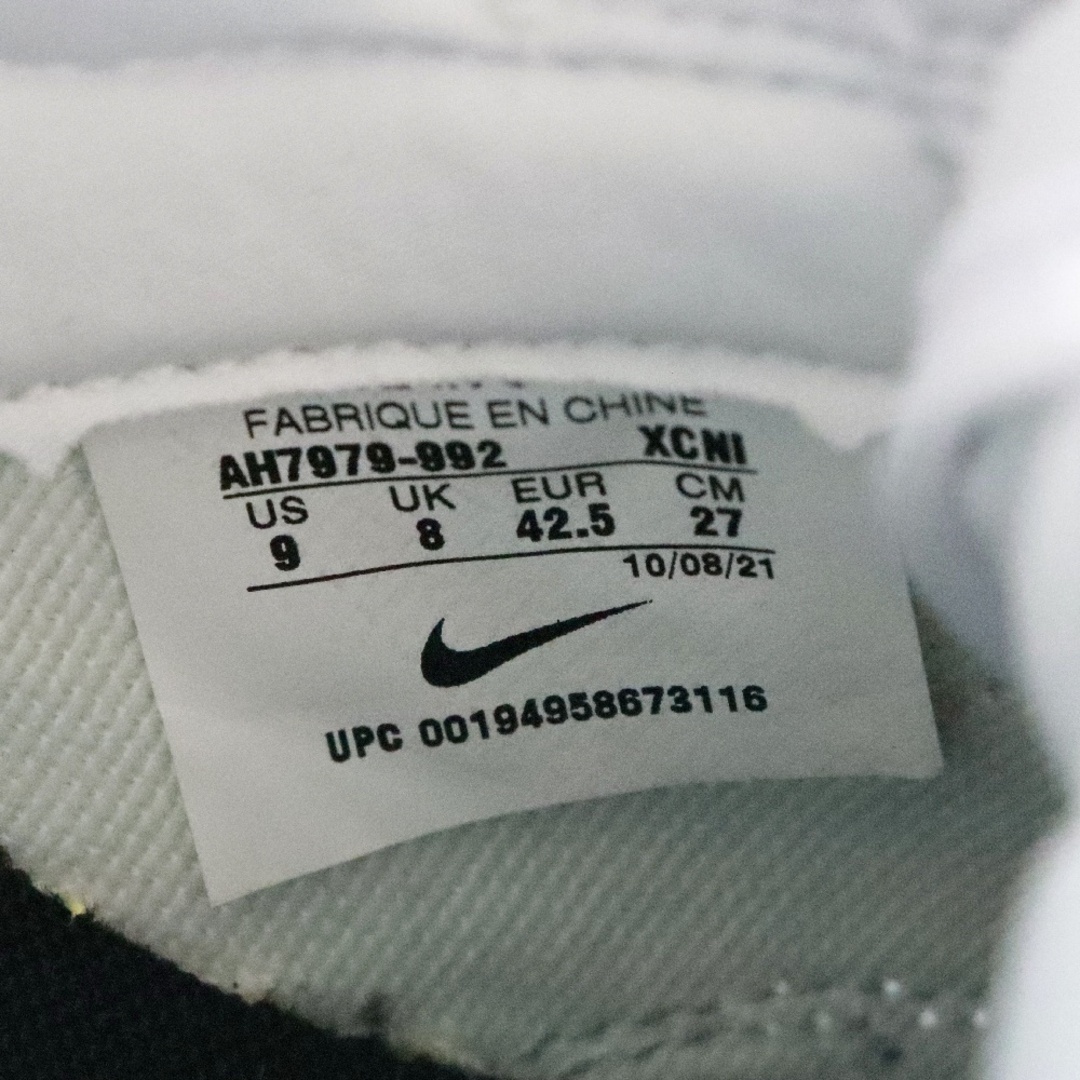 FABRIQUE EN CHINE
AH7979-992 XCNI
US UK EUR CM
9 8 42.5 27
10/08/21
UPC 00194958673116